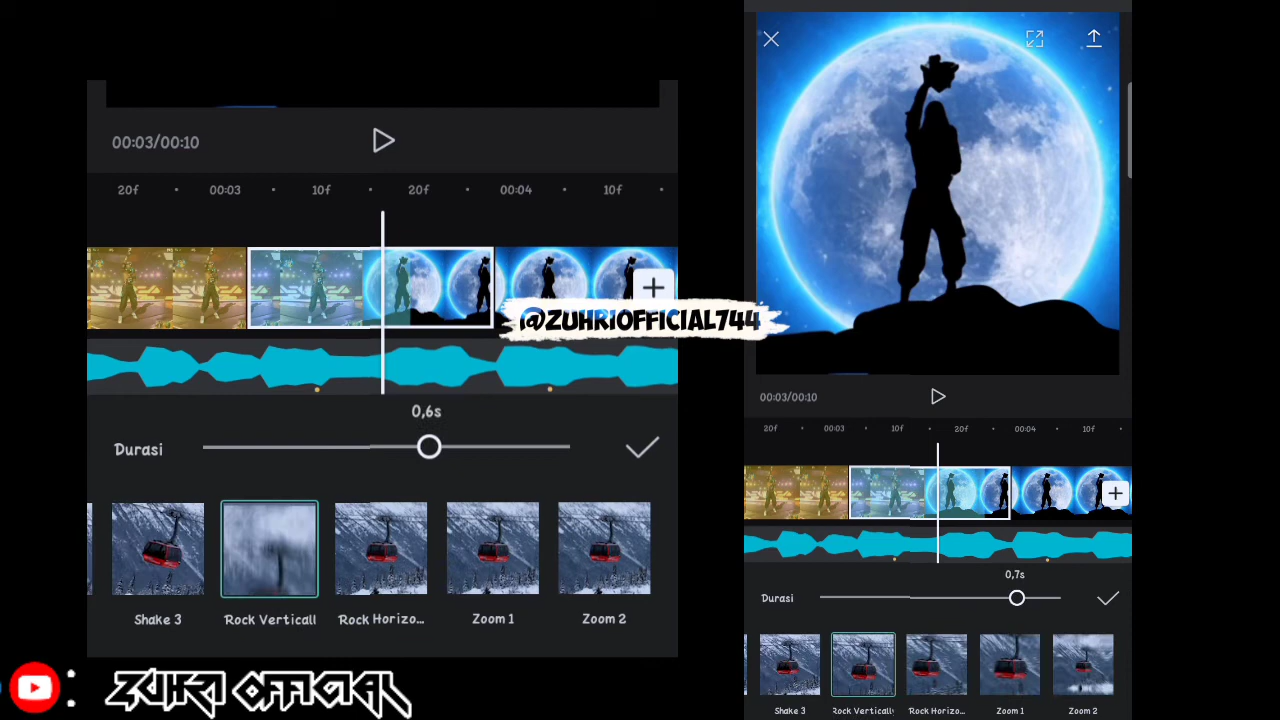 00:03/00:10
20f 00:03 10f 20f 00:04 10f
@ZUHRIOFFICIAL744
0,6s
Durasi
Shake 3 Rock Verticall Rock Horizo... Zoom 1 Zoom 2
: ZUHRI OFFICIAL
00:03/00:10
20f 00:03 10f 20f 00:04 10f
0,7s
Durasi
Shake 3 Rock Verticall Rock Horizo... Zoom 1 Zoom 2